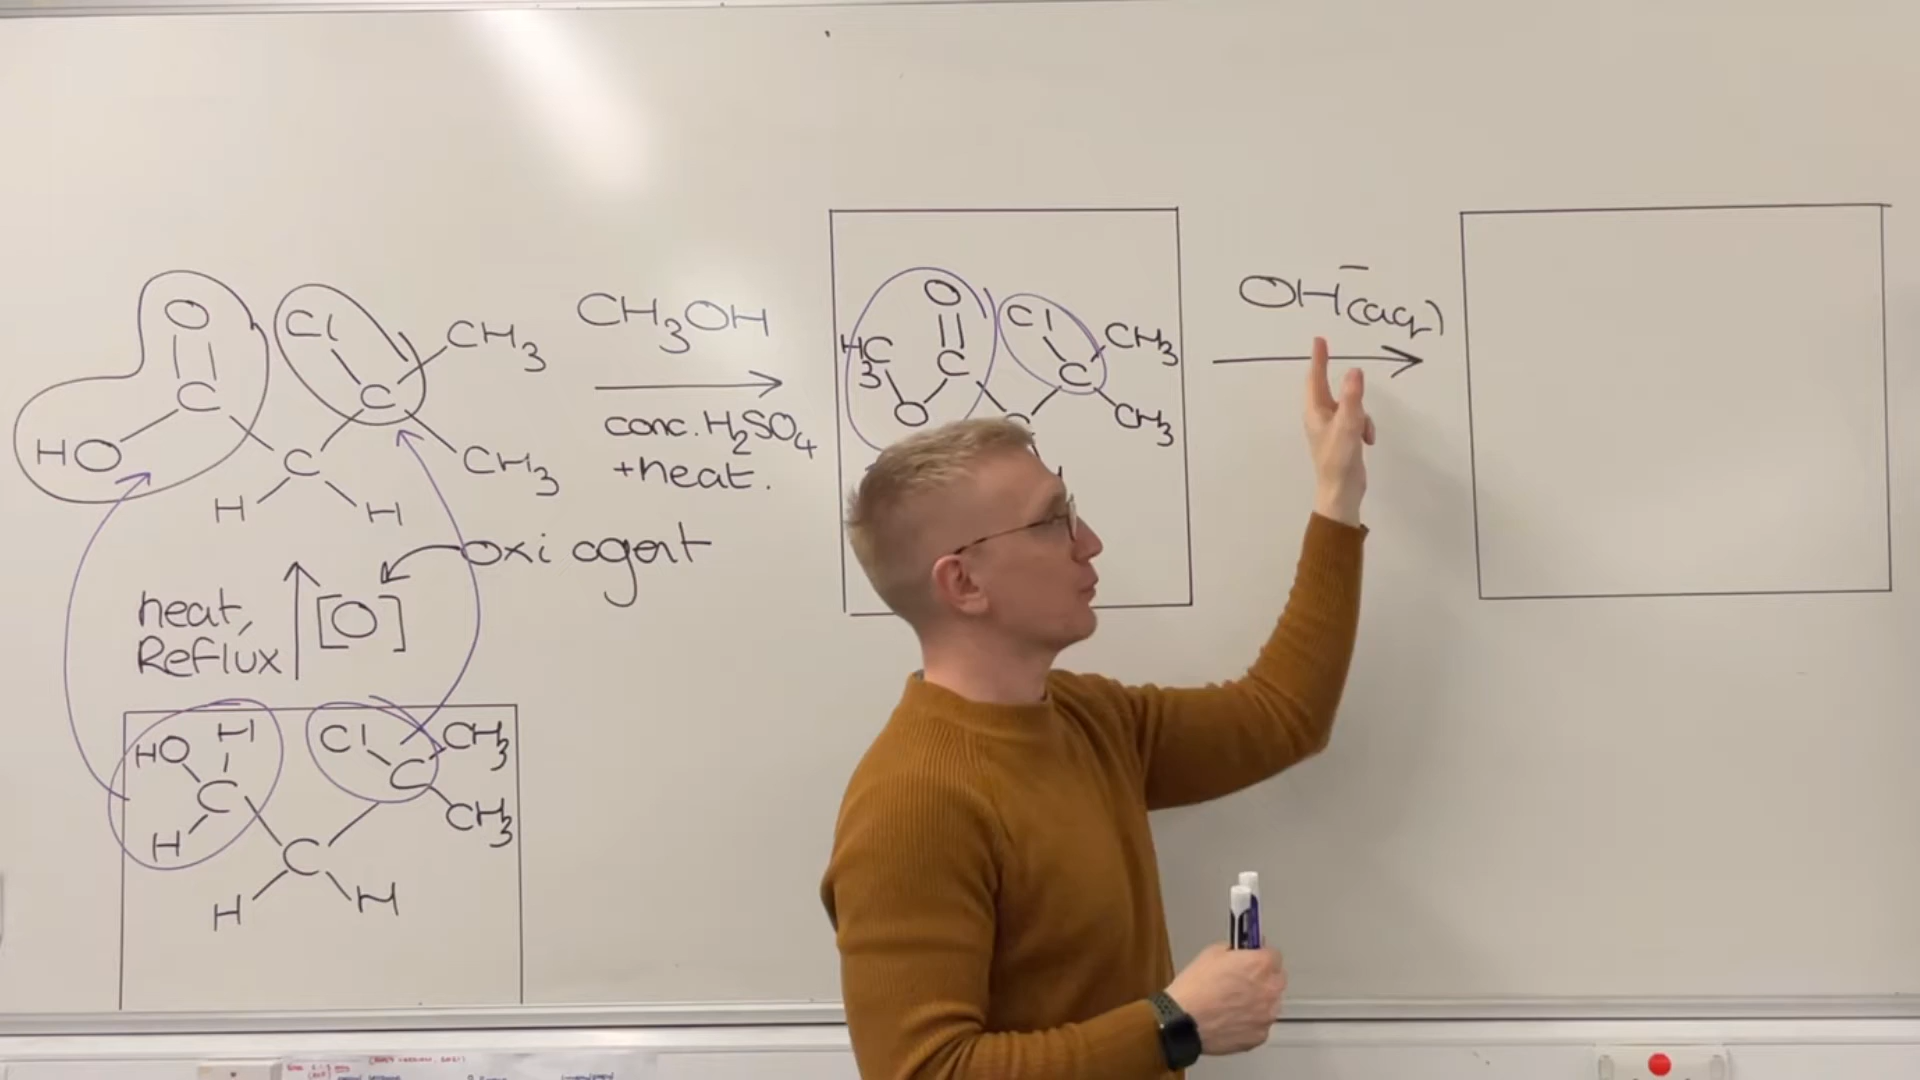 O
Cl
CH3
C
C
HO
C
CH3
H
H
CH3OH
conc. H2SO4
+heat.
O
Cl
CH3
H3C
C
C
O
CH3
OH-(aq)
heat,
Reflux
[O]
oxi agent
HO
H
Cl
CH3
C
C
H
CH3
C
H
H